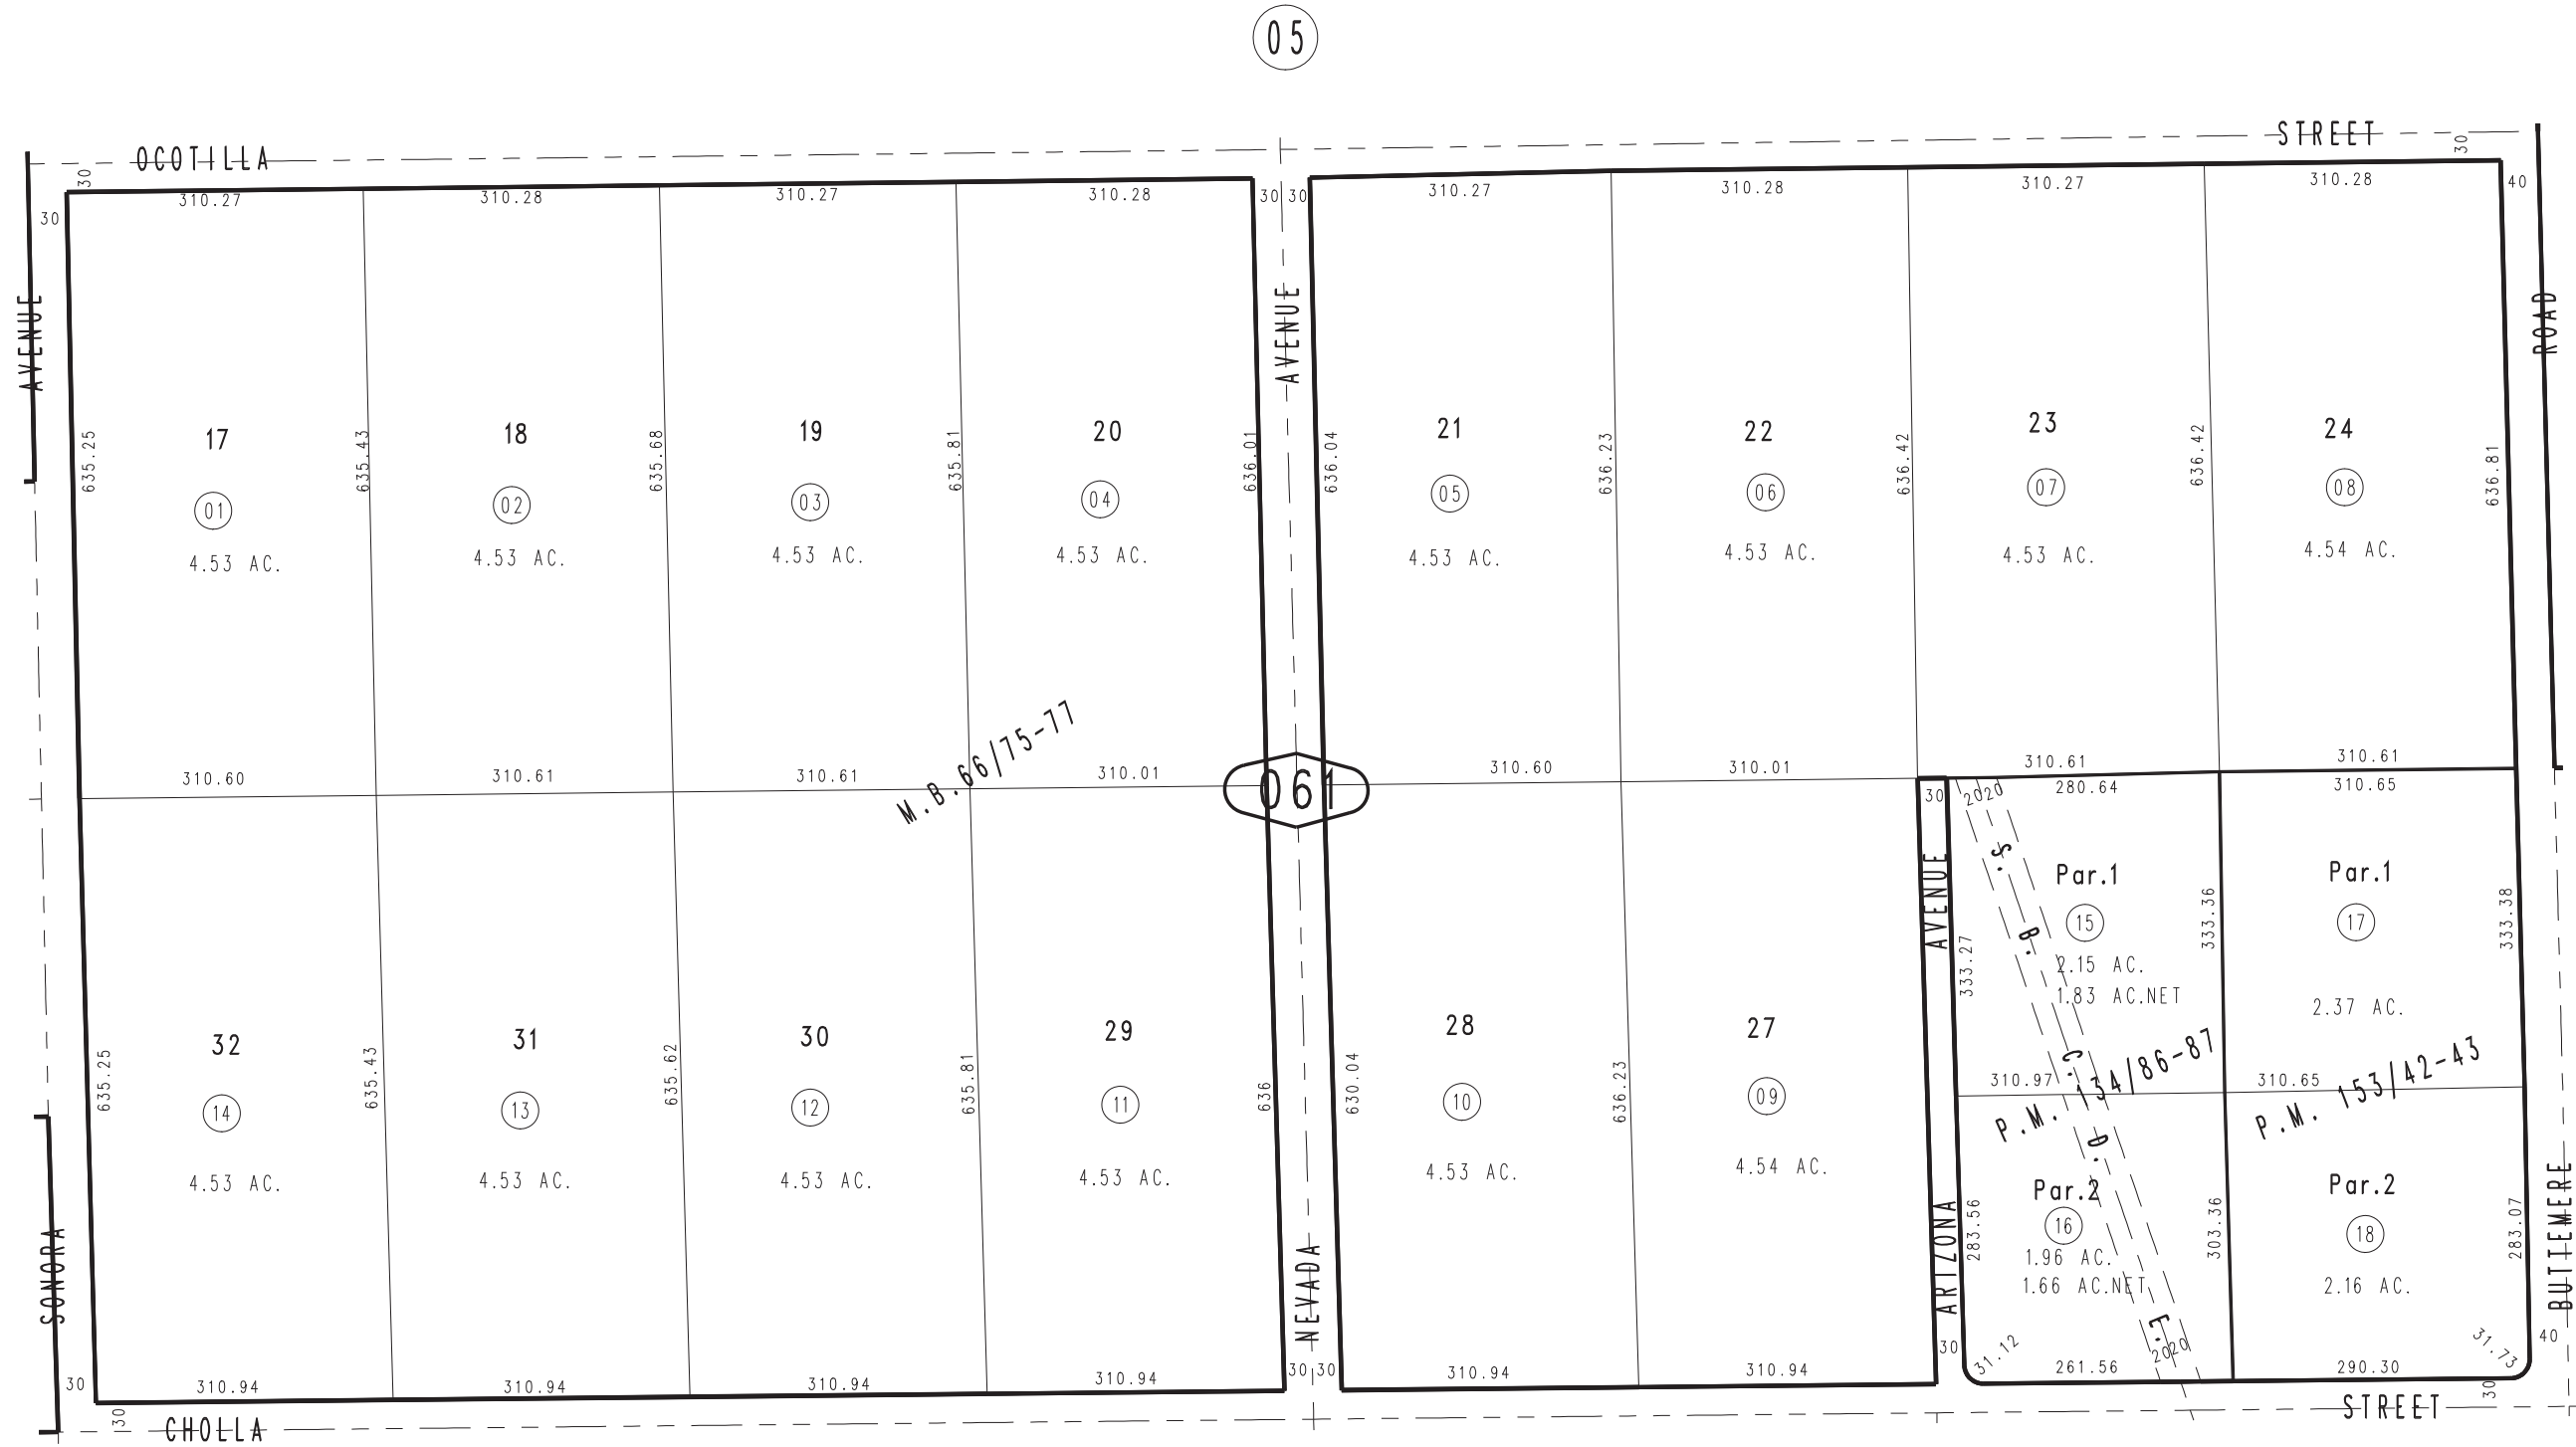 05
OCOTILLA STREET
30 30
30 310.27 310.28 310.27 310.28 30 30 310.27 310.28 310.27 310.28 40
AVENUE AVENUE ROAD
17 18 19 20 21 22 23 24
635.25 635.43 635.68 635.81 636.01 636.04 636.23 636.42 636.42 636.81
01 02 03 04 05 06 07 08
4.53 AC. 4.53 AC. 4.53 AC. 4.53 AC. 4.53 AC. 4.53 AC. 4.53 AC. 4.54 AC.
M.B.66/75-77
310.60 310.61 310.61 310.01 061 310.60 310.01 310.61 310.61
30 20 20 280.64 310.65
S.B.C.D.E.
AVENUE Par.1 Par.1
333.27 15 333.36 17 333.38
2.15 AC.
1.83 AC.NET 2.37 AC.
32 31 30 29 28 27
635.25 635.43 635.62 635.81 636 630.04 636.23
310.97 310.65
P.M. 134/86-87 P.M. 153/42-43
14 13 12 11 10 09
4.53 AC. 4.53 AC. 4.53 AC. 4.53 AC. 4.53 AC. 4.54 AC.
Par.2 Par.2
283.56 16 303.36 18 283.07
1.96 AC.
1.66 AC.NET 2.16 AC.
SONORA NEVADA ARIZONA BUTTEMERE
30 31.12 20 20 31.73 40
30 310.94 310.94 310.94 310.94 30 30 310.94 310.94 261.56 290.30
30 30
CHOLLA STREET